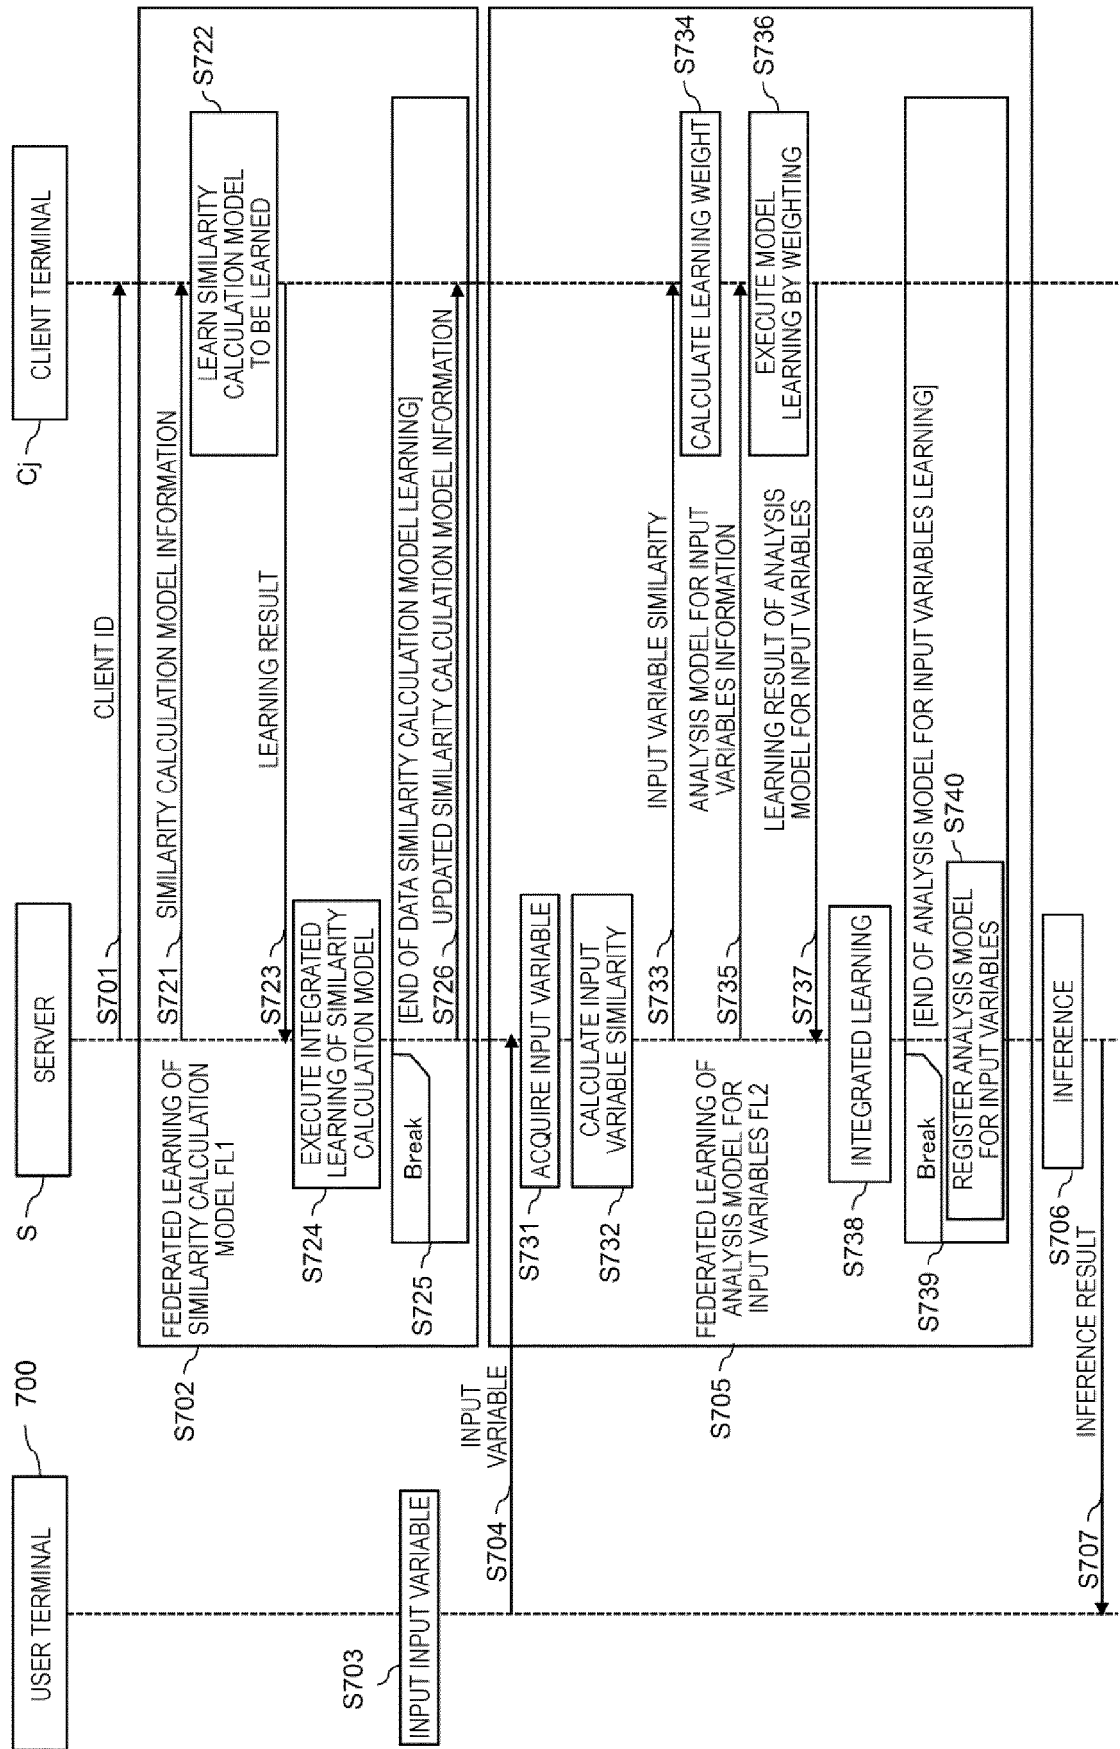 USER TERMINAL
700
S
SERVER
Cj
CLIENT TERMINAL
S701
CLIENT ID
S702
FEDERATED LEARNING OF
SIMILARITY CALCULATION
MODEL FL1
S721
SIMILARITY CALCULATION MODEL INFORMATION
S722
LEARN SIMILARITY
CALCULATION MODEL
TO BE LEARNED
S723
LEARNING RESULT
S724
EXECUTE INTEGRATED
LEARNING OF SIMILARITY
CALCULATION MODEL
S725
Break
[END OF DATA SIMILARITY CALCULATION MODEL LEARNING]
S726
UPDATED SIMILARITY CALCULATION MODEL INFORMATION
S703
INPUT INPUT VARIABLE
S704
INPUT
VARIABLE
S731
ACQUIRE INPUT VARIABLE
S732
CALCULATE INPUT
VARIABLE SIMILARITY
S733
INPUT VARIABLE SIMILARITY
S734
CALCULATE LEARNING WEIGHT
S705
FEDERATED LEARNING OF
ANALYSIS MODEL FOR
INPUT VARIABLES FL2
S735
ANALYSIS MODEL FOR INPUT
VARIABLES INFORMATION
S736
EXECUTE MODEL
LEARNING BY WEIGHTING
S737
LEARNING RESULT OF ANALYSIS
MODEL FOR INPUT VARIABLES
S738
INTEGRATED LEARNING
S739
Break
[END OF ANALYSIS MODEL FOR INPUT VARIABLES LEARNING]
S740
REGISTER ANALYSIS MODEL
FOR INPUT VARIABLES
S706
INFERENCE
S707
INFERENCE RESULT